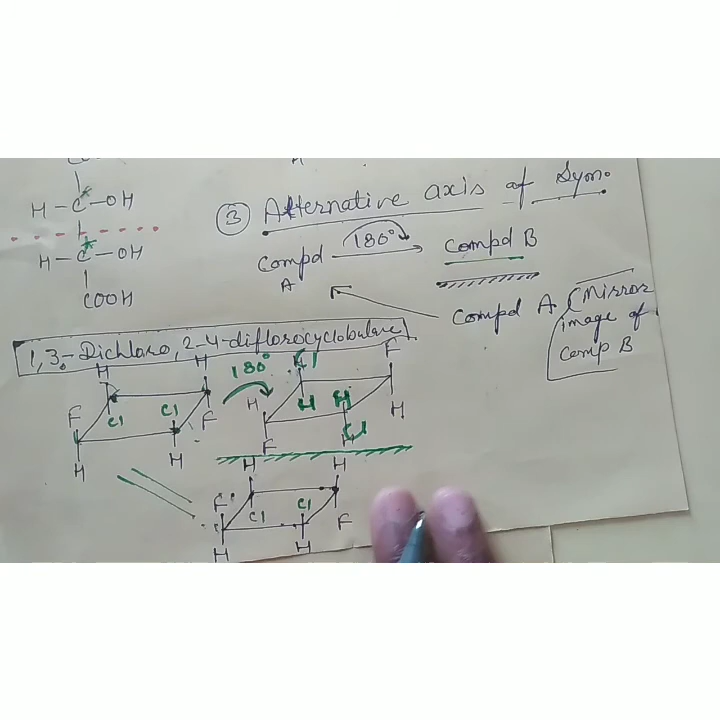 H-C*-OH
H-C*-OH
COOH
③ Alternative axis of Sym.
Compd A 180° Compd B
Compd A (Mirror image of Comp B
1,3-Dichloro, 2-4-diflorocyclobutane
H H
F Cl Cl F
H H
180°
Cl F
H H H H
F Cl
H H
F Cl Cl F
H H